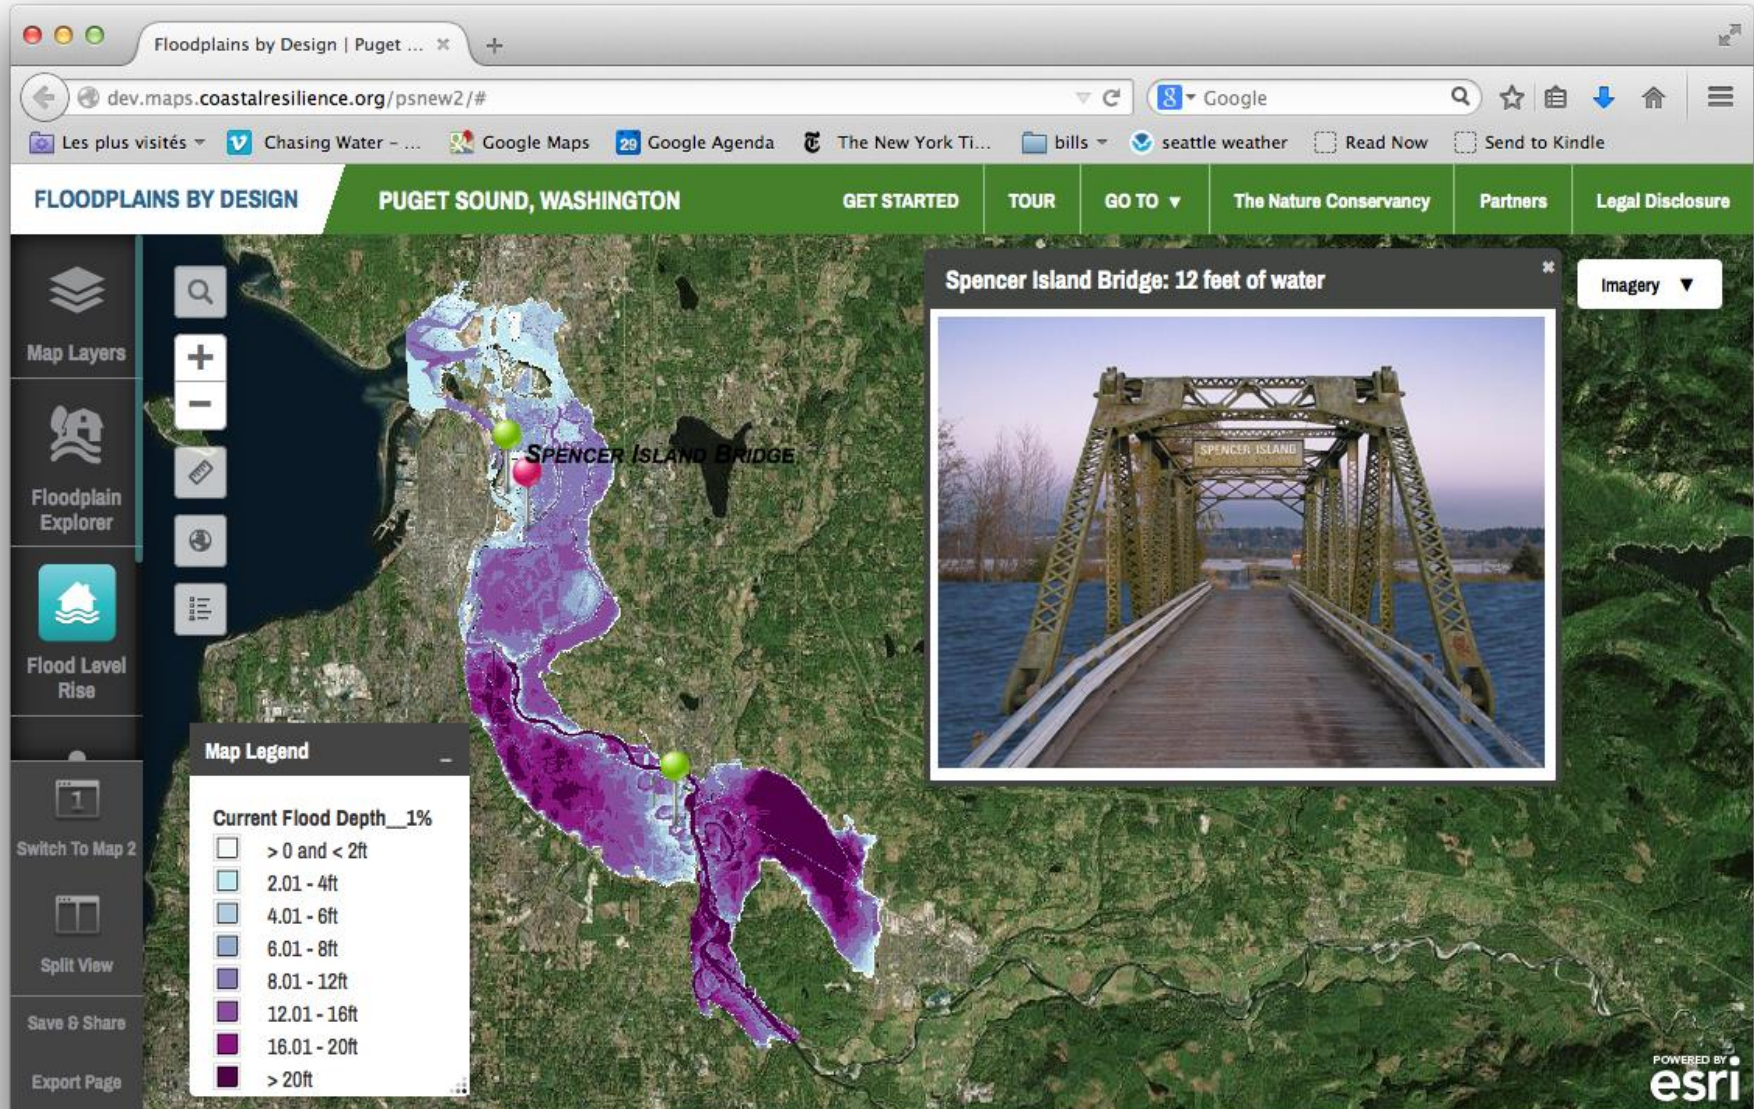 Floodplains by Design | Puget ...
dev.maps.coastalresilience.org/psnew2/#
Google
Les plus visités
Chasing Water – ...
Google Maps
29
Google Agenda
The New York Ti...
bills
seattle weather
Read Now
Send to Kindle
FLOODPLAINS BY DESIGN
PUGET SOUND, WASHINGTON
GET STARTED
TOUR
GO TO ▼
The Nature Conservancy
Partners
Legal Disclosure
Map Layers
Floodplain
Explorer
Flood Level
Rise
1
Switch To Map 2
Split View
Save & Share
Export Page
SPENCER ISLAND BRIDGE
Spencer Island Bridge: 12 feet of water
SPENCER ISLAND
Imagery ▼
Map Legend
Current Flood Depth__1%
> 0 and < 2ft
2.01 - 4ft
4.01 - 6ft
6.01 - 8ft
8.01 - 12ft
12.01 - 16ft
16.01 - 20ft
> 20ft
POWERED BY
esri